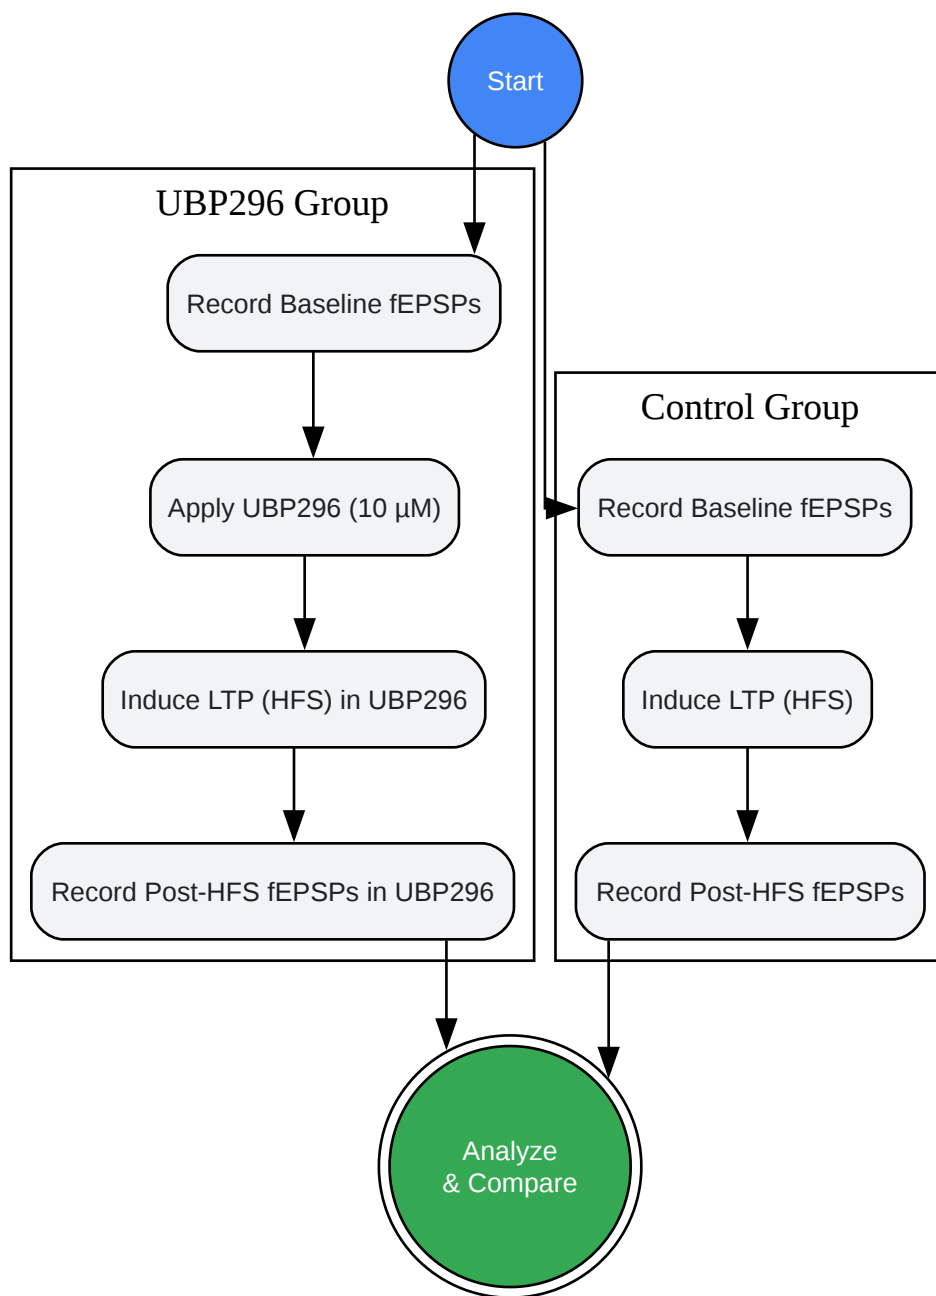 Start
UBP296 Group
Record Baseline fEPSPs
Apply UBP296 (10 µM)
Induce LTP (HFS) in UBP296
Record Post-HFS fEPSPs in UBP296
Control Group
Record Baseline fEPSPs
Induce LTP (HFS)
Record Post-HFS fEPSPs
Analyze
& Compare